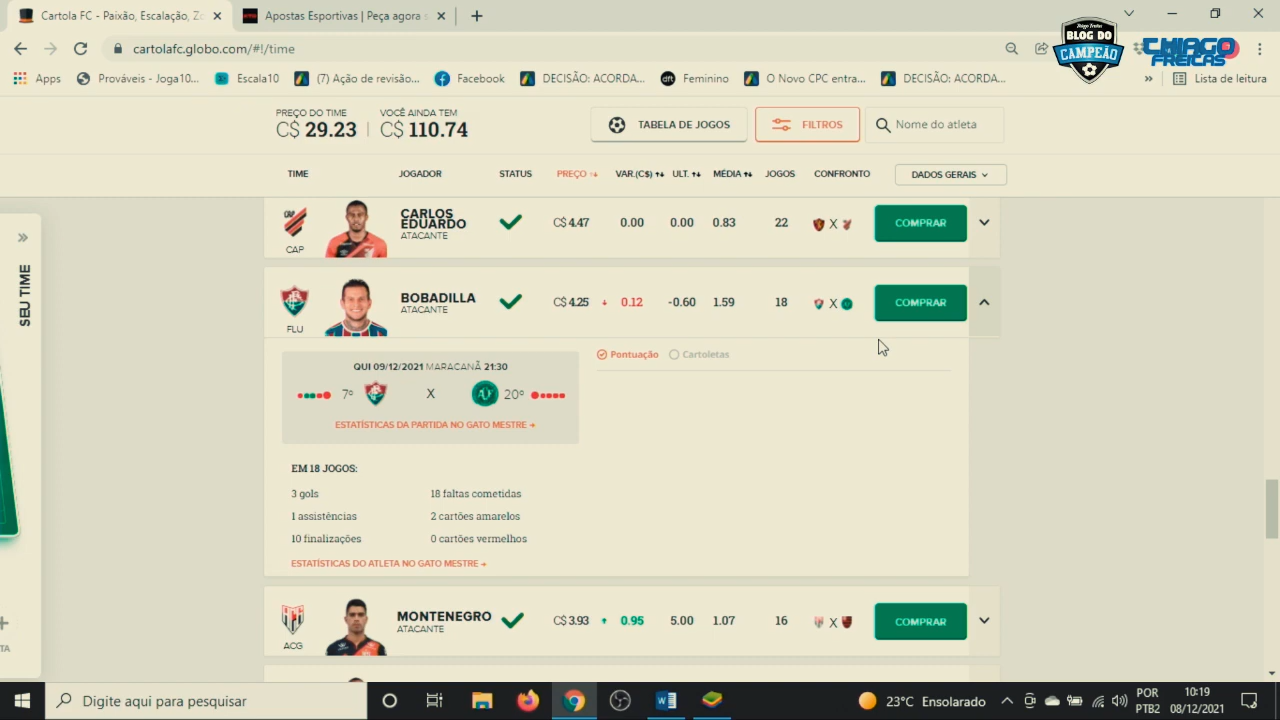 Cartola FC - Paixão, Escalação, Zo
Apostas Esportivas | Peça agora s
cartolafc.globo.com/#!/time
Thiago Freitas
BLOG DO
CAMPEÃO
THIAGO
FREITAS
Apps
Prováveis - Joga10...
Escala10
(7) Ação de revisão...
Facebook
DECISÃO: ACORDA...
dft
Feminino
O Novo CPC entra...
DECISÃO: ACORDA...
Lista de leitura
PREÇO DO TIME
C$ 29.23
VOCÊ AINDA TEM
C$ 110.74
TABELA DE JOGOS
FILTROS
Nome do atleta
TIME
JOGADOR
STATUS
PREÇO
VAR.(C$)
ULT.
MÉDIA
JOGOS
CONFRONTO
DADOS GERAIS
SEU TIME
CAP
CARLOS
EDUARDO
ATACANTE
C$ 4.47
0.00
0.00
0.83
22
X
COMPRAR
FLU
BOBADILLA
ATACANTE
C$ 4.25
0.12
-0.60
1.59
18
X
COMPRAR
QUI 09/12/2021 MARACANÃ 21:30
7º
X
20º
ESTATÍSTICAS DA PARTIDA NO GATO MESTRE
Pontuação
Cartoletas
EM 18 JOGOS:
3 gols
18 faltas cometidas
1 assistências
2 cartões amarelos
10 finalizações
0 cartões vermelhos
ESTATÍSTICAS DO ATLETA NO GATO MESTRE
ACG
MONTENEGRO
ATACANTE
C$ 3.93
0.95
5.00
1.07
16
X
COMPRAR
TA
Digite aqui para pesquisar
23°C Ensolarado
POR
PTB2
10:19
08/12/2021